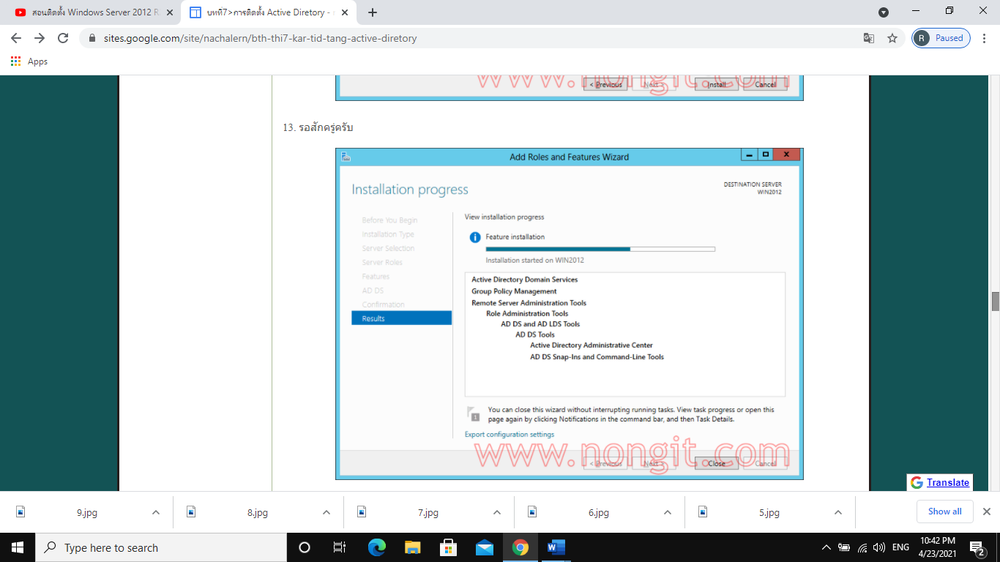 สอนติดตั้ง Windows Server 2012 R
บทที่7>การติดตั้ง Active Diretory -
sites.google.com/site/nachalern/bth-thi7-kar-tid-tang-active-diretory
R Paused
Apps
www.nongit.com
< Previous Next > Install Cancel
13. รอสักครู่ครับ
Add Roles and Features Wizard
Installation progress
DESTINATION SERVER
WIN2012
Before You Begin
Installation Type
Server Selection
Server Roles
Features
AD DS
Confirmation
Results
View installation progress
Feature installation
Installation started on WIN2012
Active Directory Domain Services
Group Policy Management
Remote Server Administration Tools
Role Administration Tools
AD DS and AD LDS Tools
AD DS Tools
Active Directory Administrative Center
AD DS Snap-Ins and Command-Line Tools
1
You can close this wizard without interrupting running tasks. View task progress or open this
page again by clicking Notifications in the command bar, and then Task Details.
Export configuration settings
www.nongit.com
< Previous Next > Close Cancel
G Translate
9.jpg 8.jpg 7.jpg 6.jpg 5.jpg Show all
Type here to search
ENG
10:42 PM
4/23/2021
2